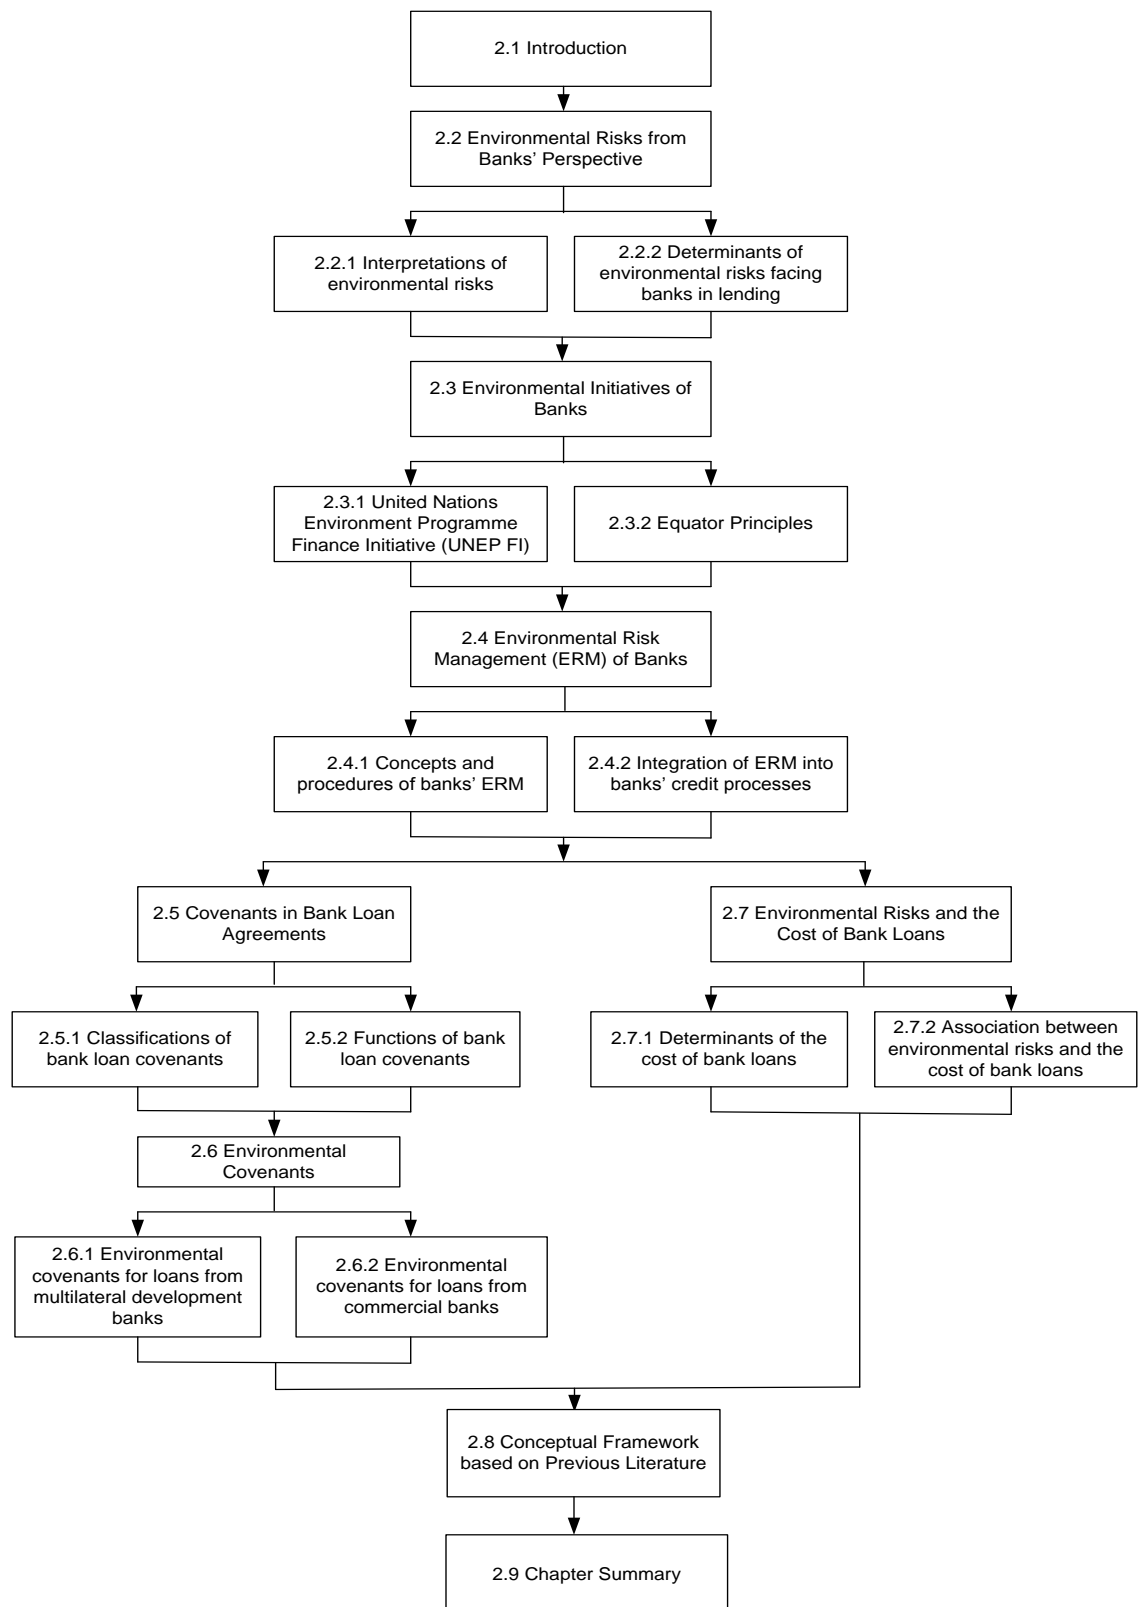 2.1 Introduction
2.2 Environmental Risks from
Banks’ Perspective
2.2.1 Interpretations of
environmental risks
2.2.2 Determinants of
environmental risks facing
banks in lending
2.3 Environmental Initiatives of
Banks
2.3.1 United Nations
Environment Programme
Finance Initiative (UNEP FI)
2.3.2 Equator Principles
2.4 Environmental Risk
Management (ERM) of Banks
2.4.1 Concepts and
procedures of banks’ ERM
2.4.2 Integration of ERM into
banks’ credit processes
2.5 Covenants in Bank Loan
Agreements
2.7 Environmental Risks and the
Cost of Bank Loans
2.5.1 Classifications of
bank loan covenants
2.5.2 Functions of bank
loan covenants
2.7.1 Determinants of the
cost of bank loans
2.7.2 Association between
environmental risks and the
cost of bank loans
2.6 Environmental
Covenants
2.6.1 Environmental
covenants for loans from
multilateral development
banks
2.6.2 Environmental
covenants for loans from
commercial banks
2.8 Conceptual Framework
based on Previous Literature
2.9 Chapter Summary